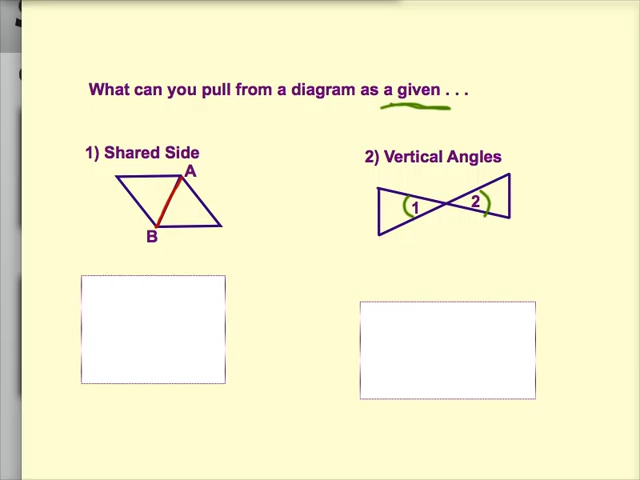 What can you pull from a diagram as a given . . .
1) Shared Side
A
B
2) Vertical Angles
1
2